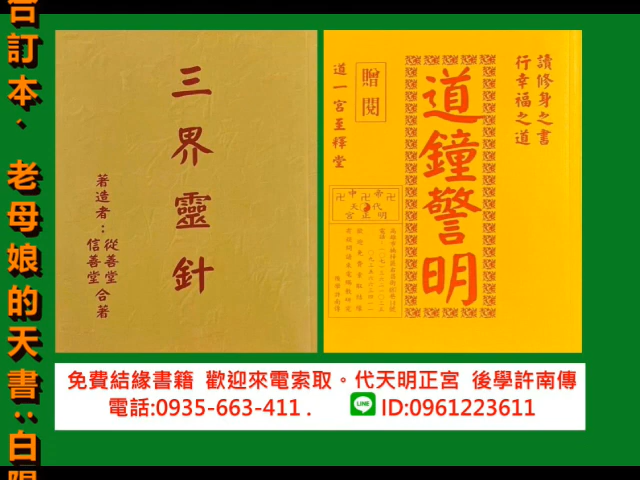 合訂本、老母娘的天書:白陽
三界靈針
著造者:從善堂
信善堂 合著
讀修身之書
行幸福之道
道鐘警明
贈閱
道一宮至釋堂
免費結緣書籍 歡迎來電索取。代天明正宮 後學許南傳
電話:0935-663-411.
LINE ID:0961223611